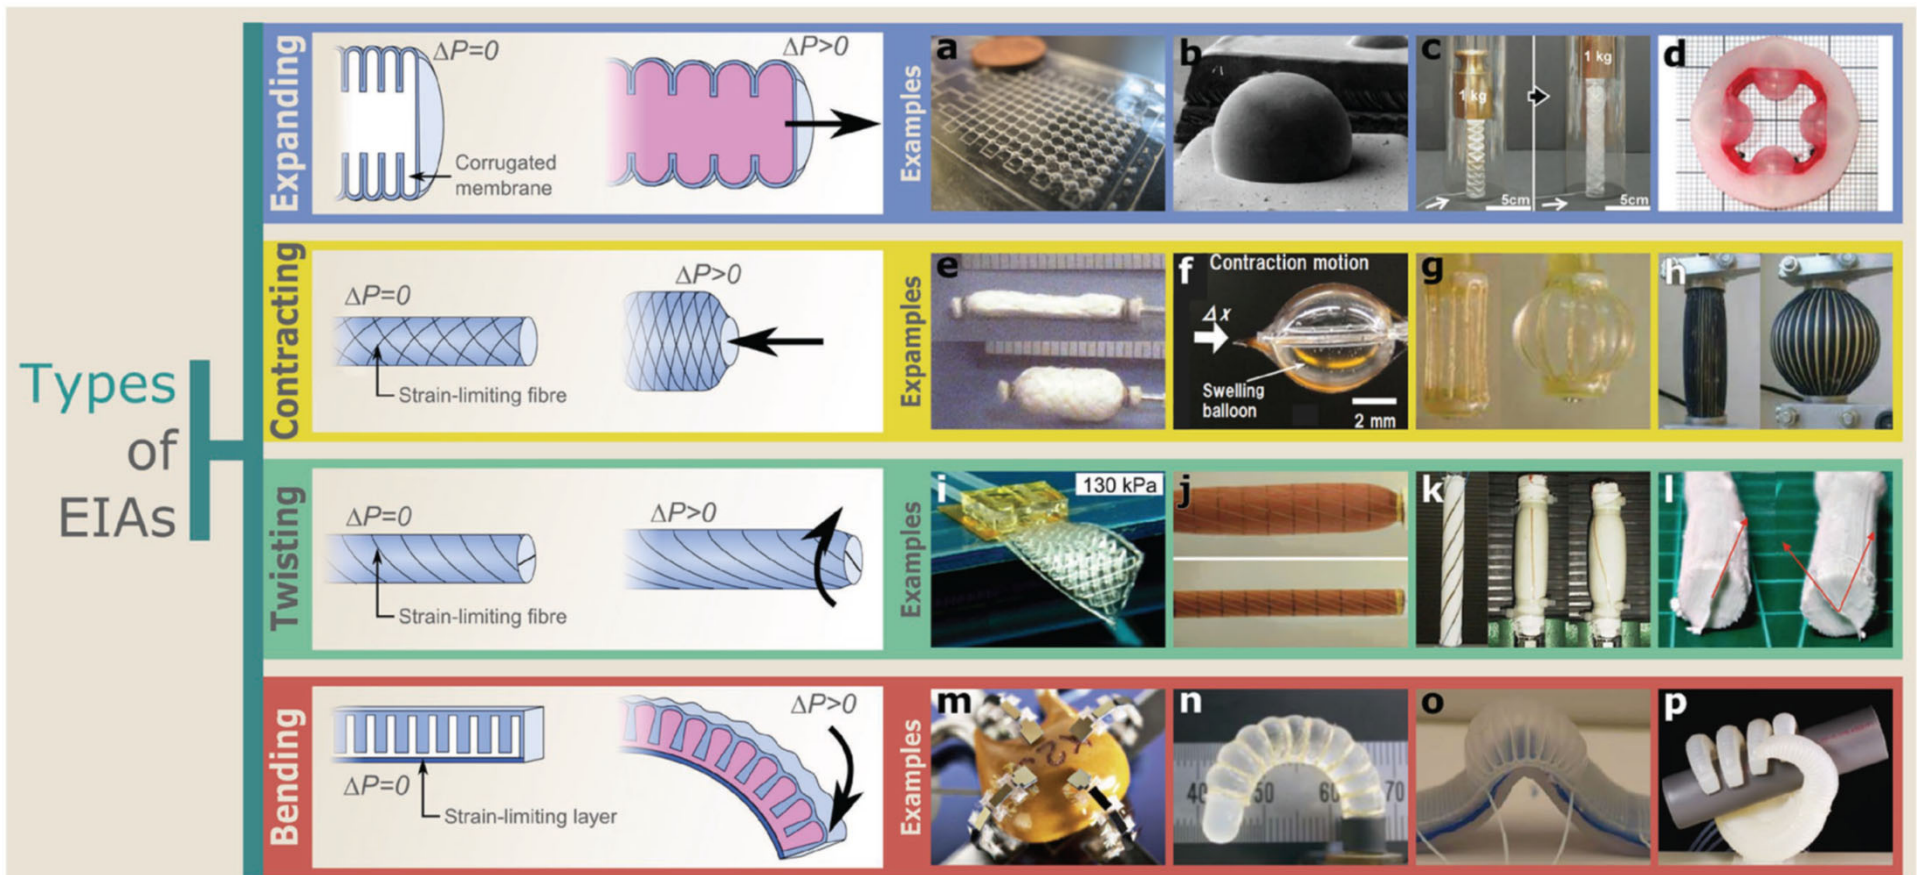 Types
of
EIAs
Expanding
ΔP=0
ΔP>0
Corrugated
membrane
Examples
a
b
c
1 kg
1 kg
5cm
5cm
d
Contracting
ΔP=0
ΔP>0
Strain-limiting fibre
Expamples
e
f
Contraction motion
Δx
Swelling
balloon
2 mm
g
h
Twisting
ΔP=0
ΔP>0
Strain-limiting fibre
Examples
i
130 kPa
j
k
l
Bending
ΔP=0
ΔP>0
Strain-limiting layer
Examples
m
n
40 50 60 70
o
p